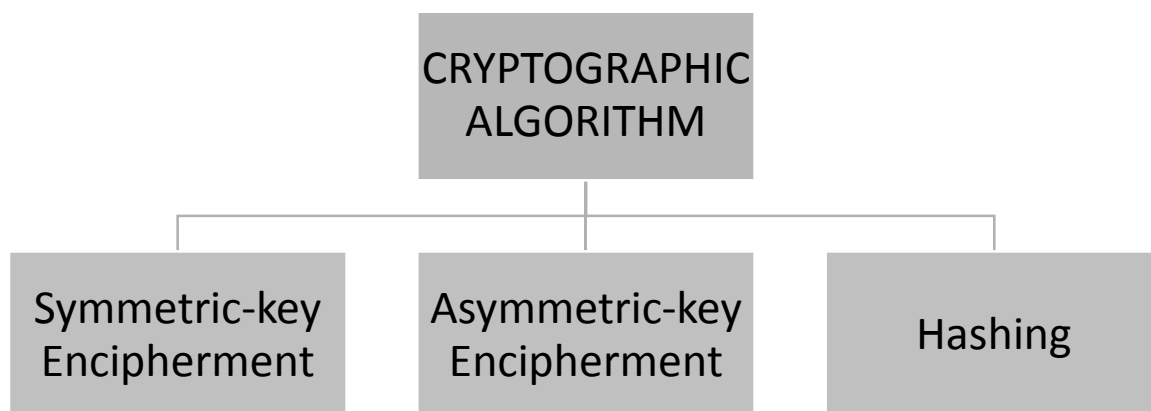 CRYPTOGRAPHIC
ALGORITHM
Symmetric-key
Encipherment
Asymmetric-key
Encipherment
Hashing